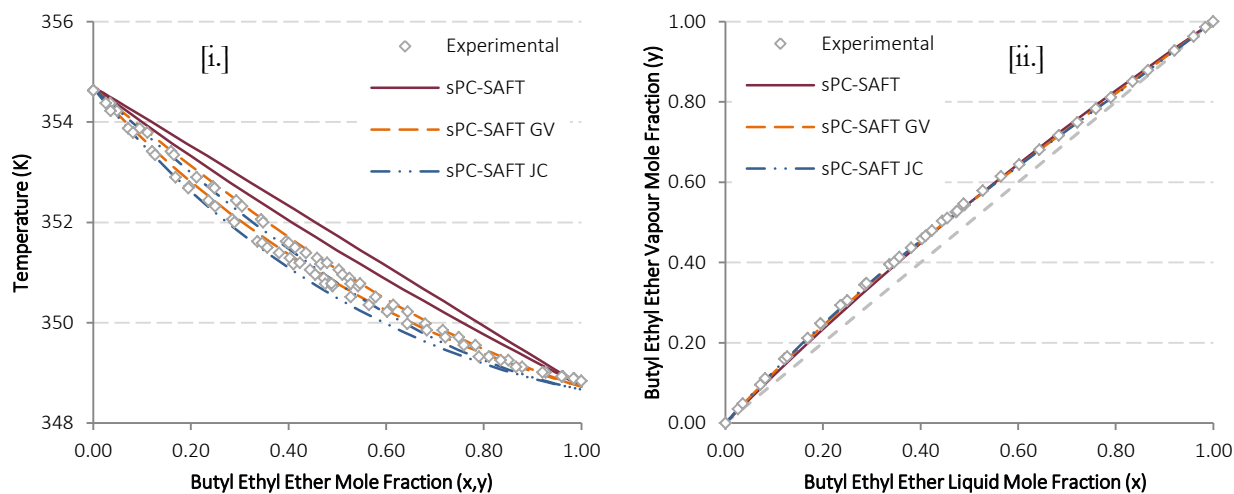 356
354
352
350
348
Temperature (K)
[i.]
Experimental
sPC-SAFT
sPC-SAFT GV
sPC-SAFT JC
0.00 0.20 0.40 0.60 0.80 1.00
Butyl Ethyl Ether Mole Fraction (x,y)
1.00
0.80
0.60
0.40
0.20
0.00
Butyl Ethyl Ether Vapour Mole Fraction (y)
Experimental
[ii.]
sPC-SAFT
sPC-SAFT GV
sPC-SAFT JC
0.00 0.20 0.40 0.60 0.80 1.00
Butyl Ethyl Ether Liquid Mole Fraction (x)